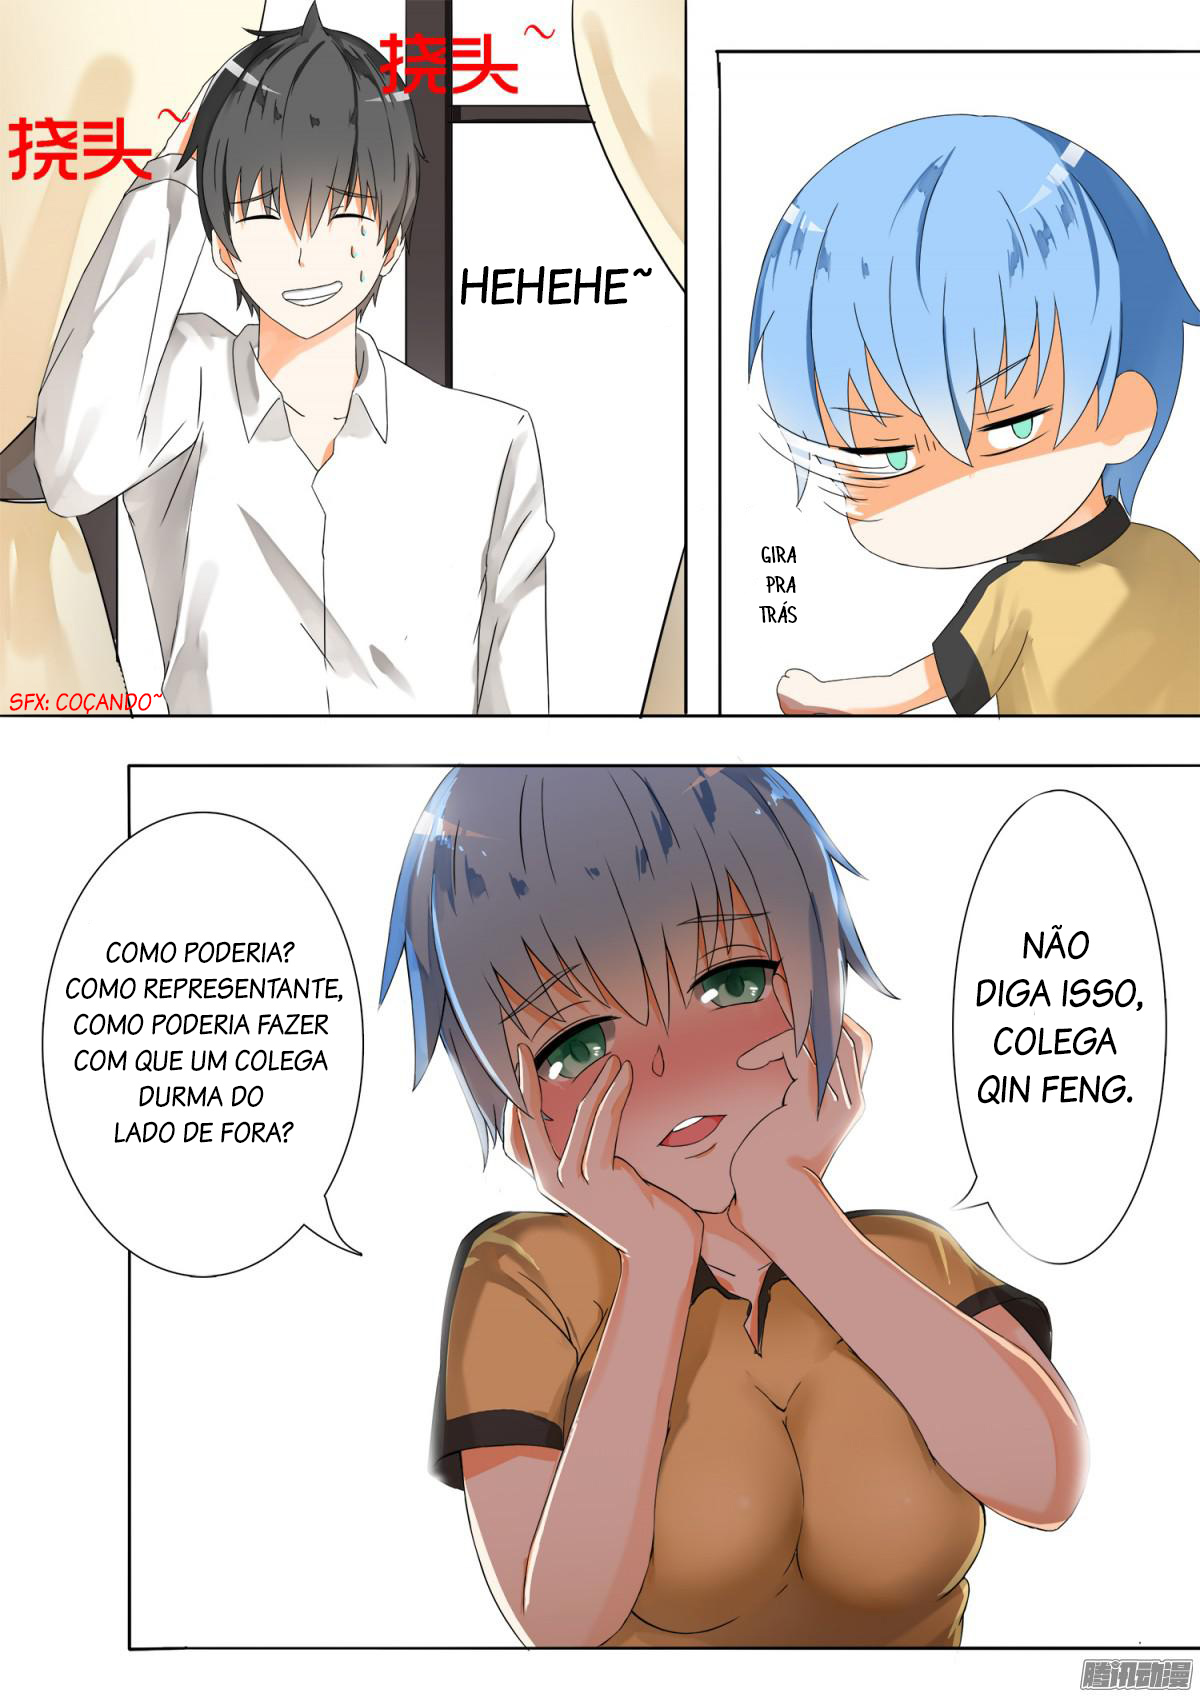 挠头~
挠头~
HEHEHE~
SFX: COÇANDO~
GIRA
PRA
TRÁS
COMO PODERIA?
COMO REPRESENTANTE,
COMO PODERIA FAZER
COM QUE UM COLEGA
DURMA DO
LADO DE FORA?
NÃO
DIGA ISSO,
COLEGA
QIN FENG.
腾讯动漫